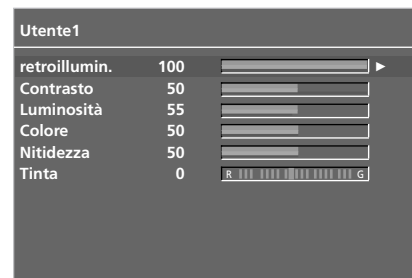 Utente1
retroillumin. 100
Contrasto 50
Luminosità 55
Colore 50
Nitidezza 50
Tinta 0 R G